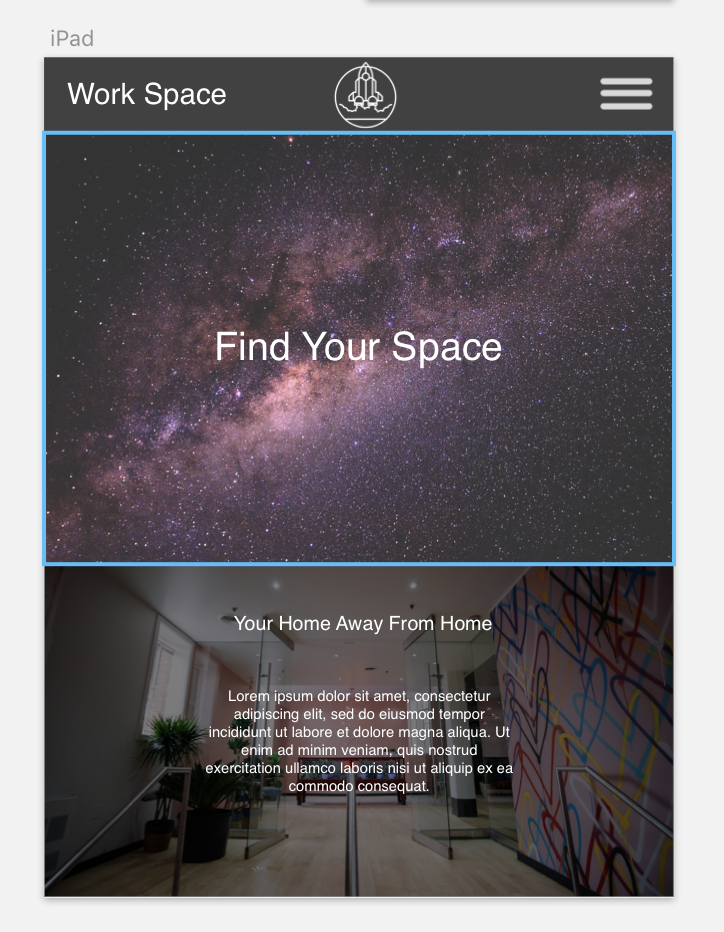 iPad
Work Space
Find Your Space
Your Home Away From Home
Lorem ipsum dolor sit amet, consectetur
adipiscing elit, sed do eiusmod tempor
incididunt ut labore et dolore magna aliqua. Ut
enim ad minim veniam, quis nostrud
exercitation ullamco laboris nisi ut aliquip ex ea
commodo consequat.